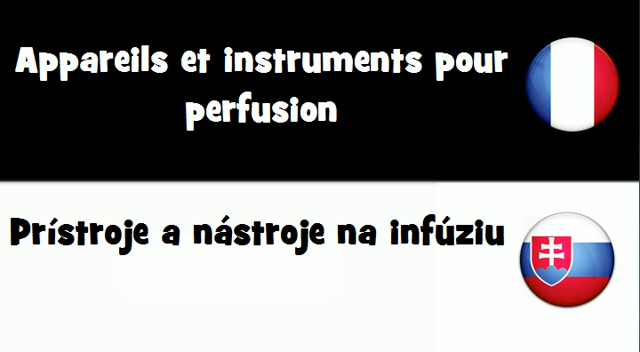 Appareils et instruments pour
perfusion
Prístroje a nástroje na infúziu